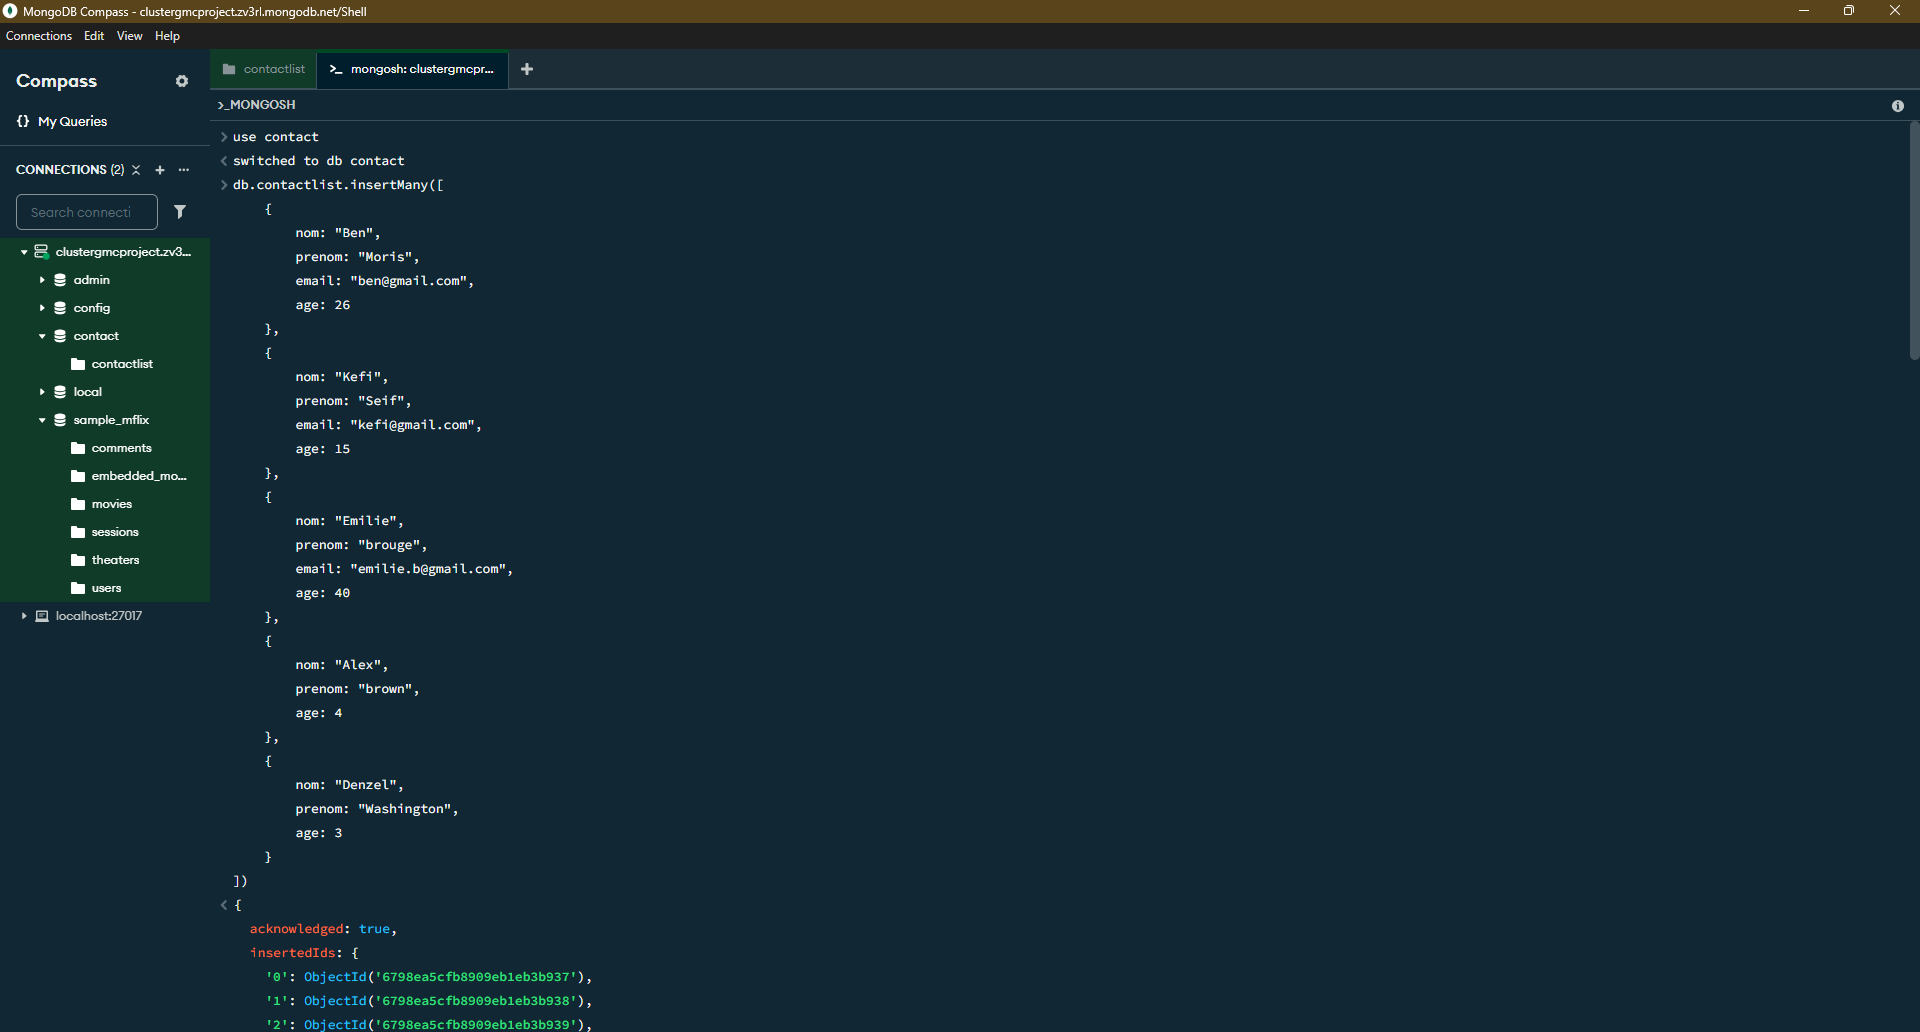 MongoDB Compass - clustergmcproject.zv3rl.mongodb.net/Shell
Connections Edit View Help
Compass
{} My Queries
CONNECTIONS (2)
Search connecti
clustergmcproject.zv3...
admin
config
contact
contactlist
local
sample_mflix
comments
embedded_mo...
movies
sessions
theaters
users
localhost:27017
contactlist
>_ mongosh: clustergmcpr...
>_MONGOSH
> use contact
< switched to db contact
> db.contactlist.insertMany([
{
nom: "Ben",
prenom: "Moris",
email: "ben@gmail.com",
age: 26
},
{
nom: "Kefi",
prenom: "Seif",
email: "kefi@gmail.com",
age: 15
},
{
nom: "Emilie",
prenom: "brouge",
email: "emilie.b@gmail.com",
age: 40
},
{
nom: "Alex",
prenom: "brown",
age: 4
},
{
nom: "Denzel",
prenom: "Washington",
age: 3
}
])
< {
acknowledged: true,
insertedIds: {
'0': ObjectId('6798ea5cfb8909eb1eb3b937'),
'1': ObjectId('6798ea5cfb8909eb1eb3b938'),
'2': ObjectId('6798ea5cfb8909eb1eb3b939'),